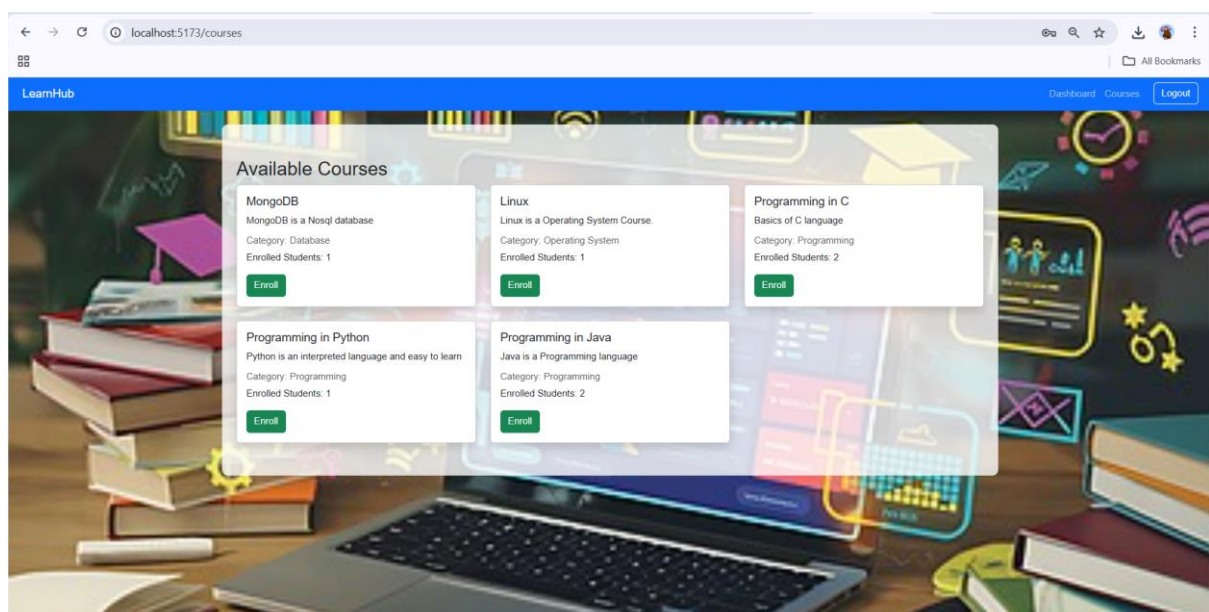 localhost:5173/courses
All Bookmarks
LearnHub
Dashboard Courses Logout
Available Courses
MongoDB
MongoDB is a Nosql database
Category: Database
Enrolled Students: 1
Enroll
Linux
Linux is a Operating System Course.
Category: Operating System
Enrolled Students: 1
Enroll
Programming in C
Basics of C language
Category: Programming
Enrolled Students: 2
Enroll
Programming in Python
Python is an interpreted language and easy to learn
Category: Programming
Enrolled Students: 1
Enroll
Programming in Java
Java is a Programming language
Category: Programming
Enrolled Students: 2
Enroll